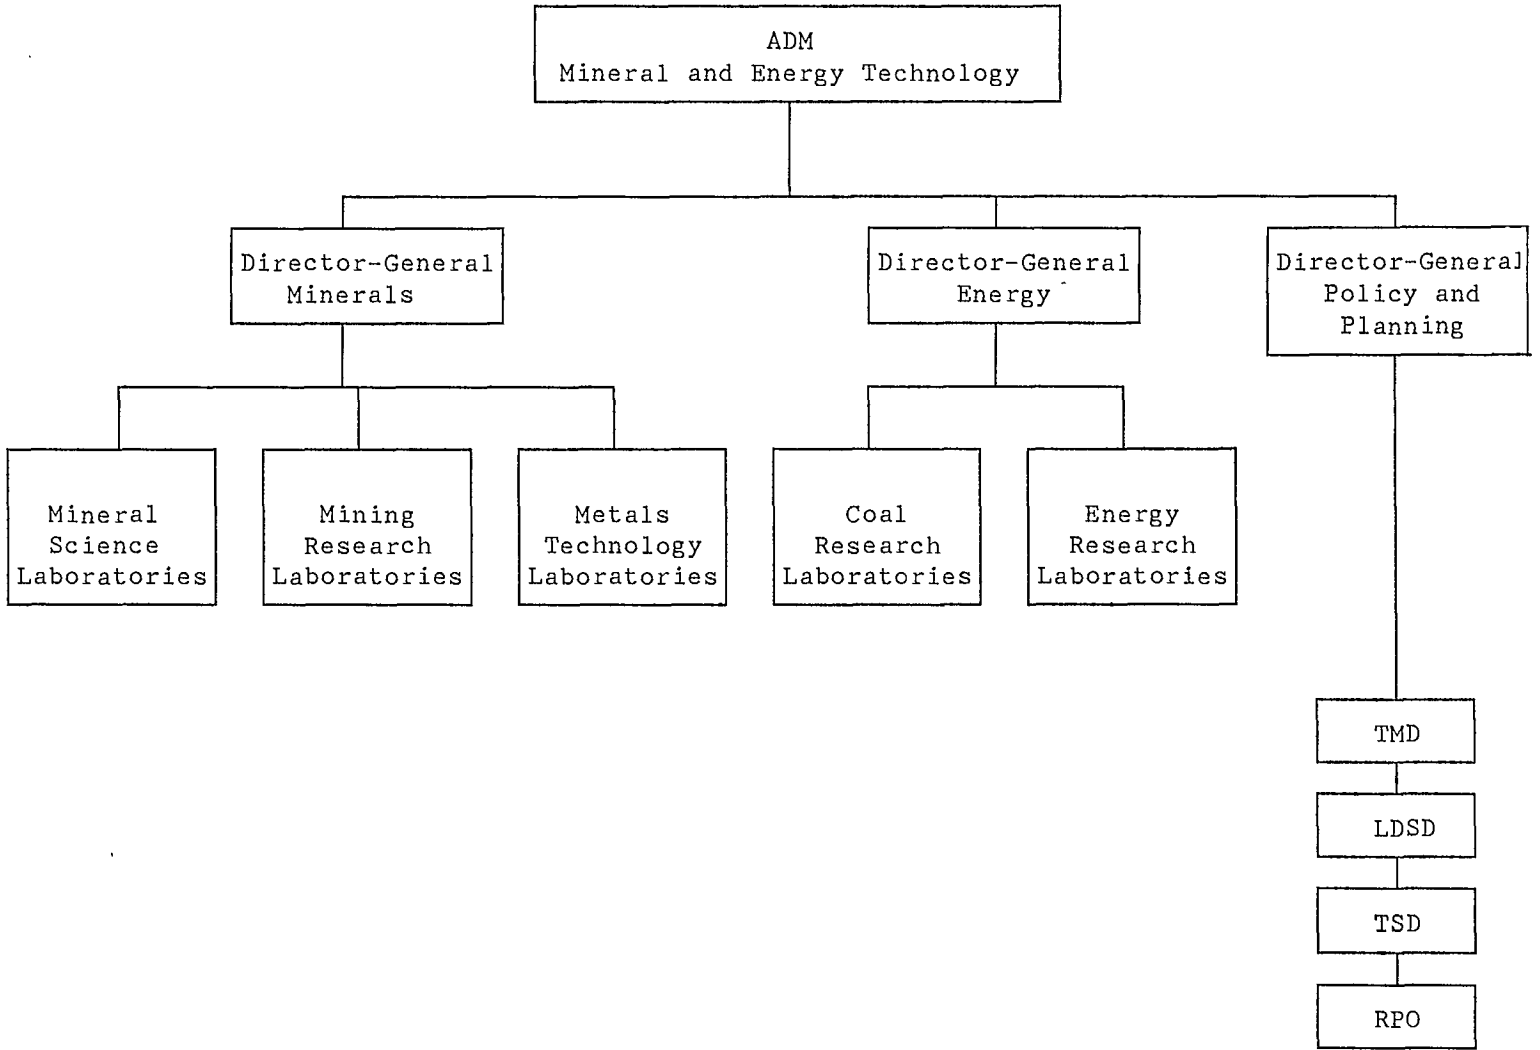 ADM
Mineral and Energy Technology
Director-General
Minerals
Director-General
Energy
Director-General
Policy and
Planning
Mineral
Science
Laboratories
Mining
Research
Laboratories
Metals
Technology
Laboratories
Coal
Research
Laboratories
Energy
Research
Laboratories
TMD
LDSD
TSD
RPO